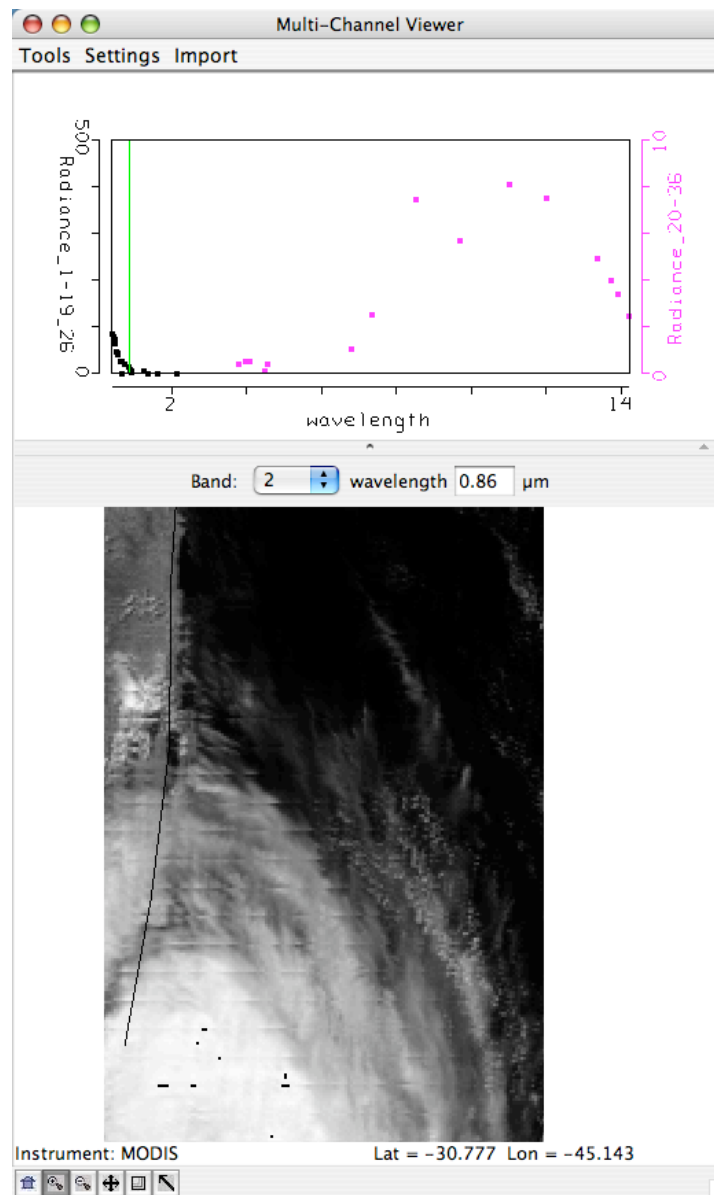 Multi-Channel Viewer
Tools Settings Import
500
Radiance_1-19_26
0
10
Radiance_20-36
0
2
14
wavelength
Band: 2 wavelength 0.86 µm
Instrument: MODIS Lat = -30.777 Lon = -45.143